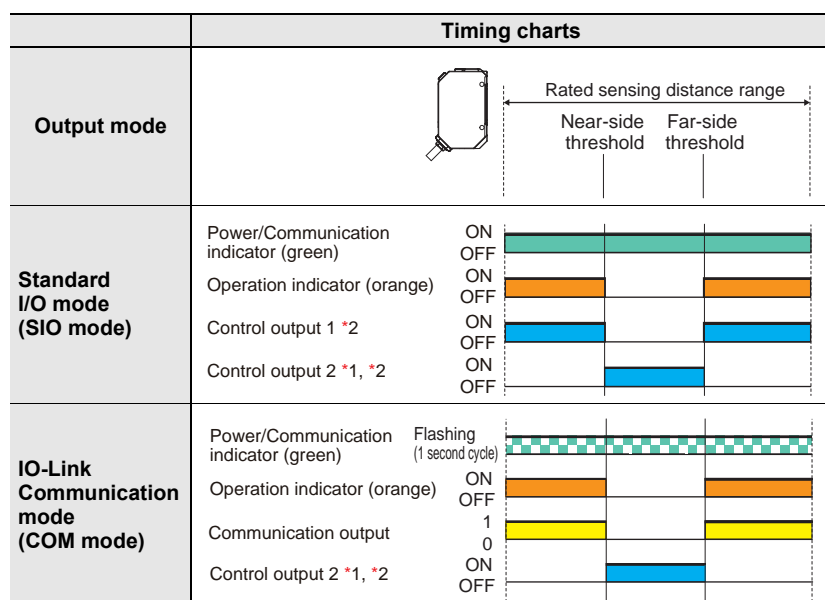 Timing charts
Output mode
Rated sensing distance range
Near-side
threshold
Far-side
threshold
Standard
I/O mode
(SIO mode)
Power/Communication
indicator (green)
ON
OFF
Operation indicator (orange)
ON
OFF
Control output 1 *2
ON
OFF
Control output 2 *1, *2
ON
OFF
IO-Link
Communication
mode
(COM mode)
Power/Communication
indicator (green)
Flashing
(1 second cycle)
Operation indicator (orange)
ON
OFF
Communication output
1
0
Control output 2 *1, *2
ON
OFF